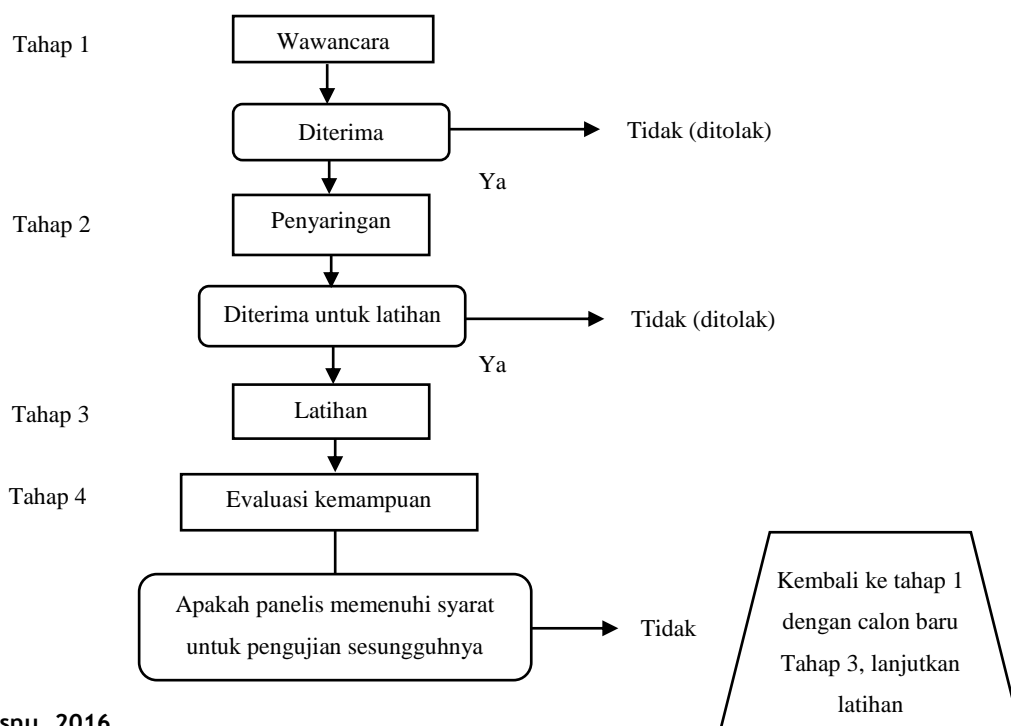 Tahap 1
Wawancara
Diterima
Tidak (ditolak)
Ya
Tahap 2
Penyaringan
Diterima untuk latihan
Tidak (ditolak)
Ya
Tahap 3
Latihan
Tahap 4
Evaluasi kemampuan
Apakah panelis memenuhi syarat
untuk pengujian sesungguhnya
Tidak
Kembali ke tahap 1
dengan calon baru
Tahap 3, lanjutkan
latihan
2016